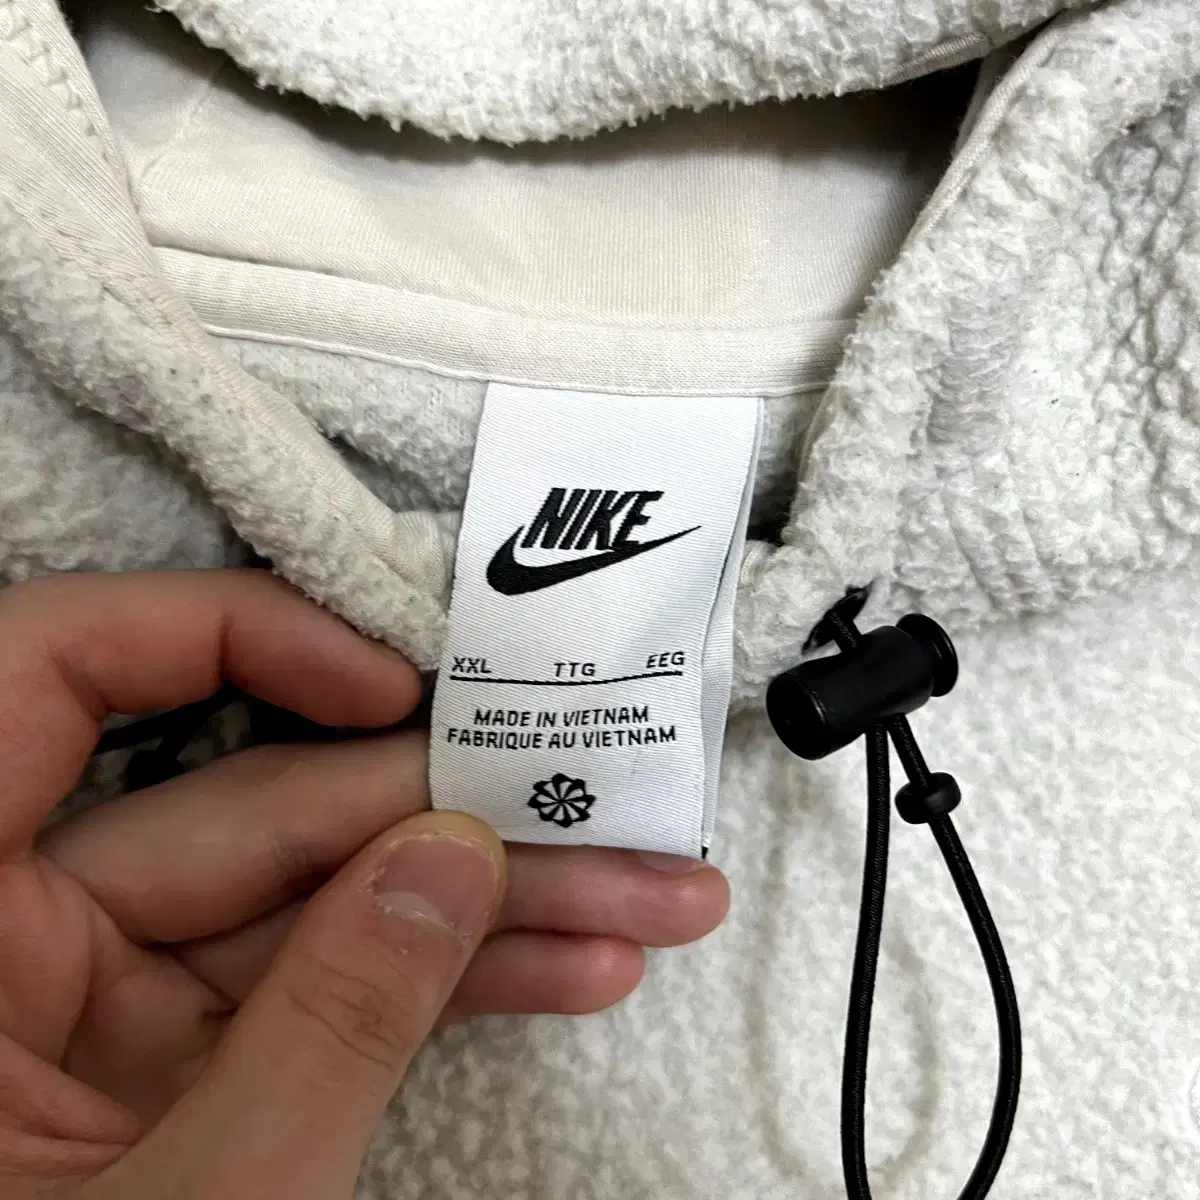 NIKE
XXL TTG EEG
MADE IN VIETNAM
FABRIQUE AU VIETNAM